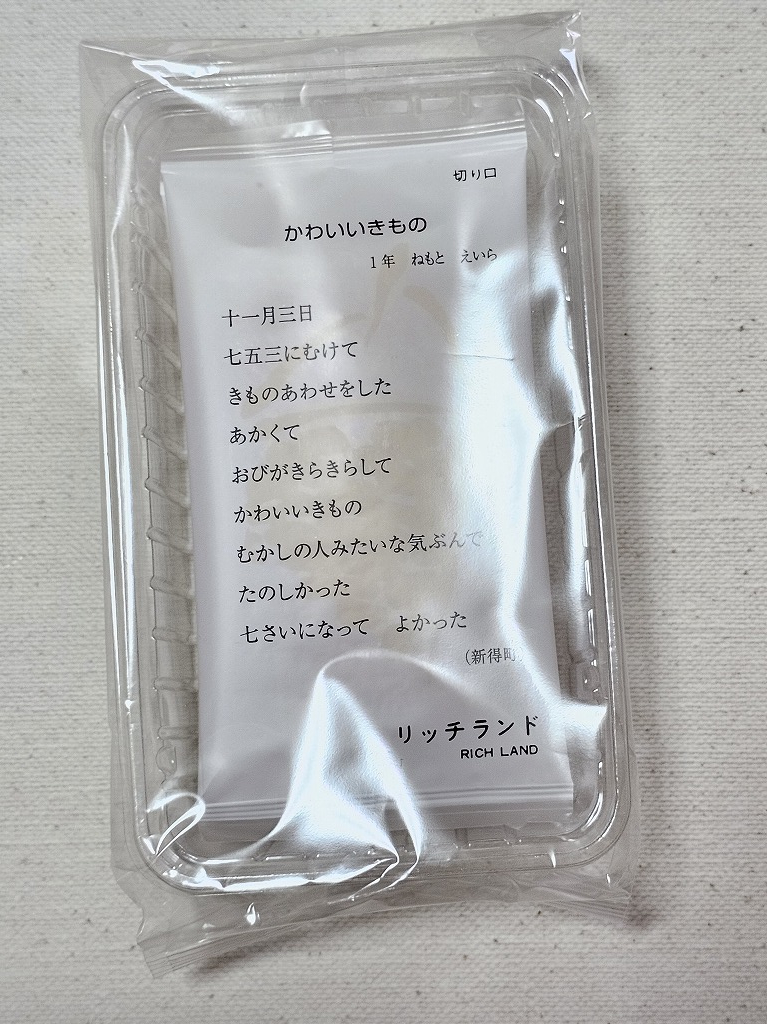 切り口
かわいいきもの
1年　ねもと　えいら
十一月三日
七五三にむけて
きものあわせをした
あかくて
おびがきらきらして
かわいいきもの
むかしの人みたいな気ぶんで
たのしかった
七さいになって　よかった
（新得町）
リッチランド
RICH LAND